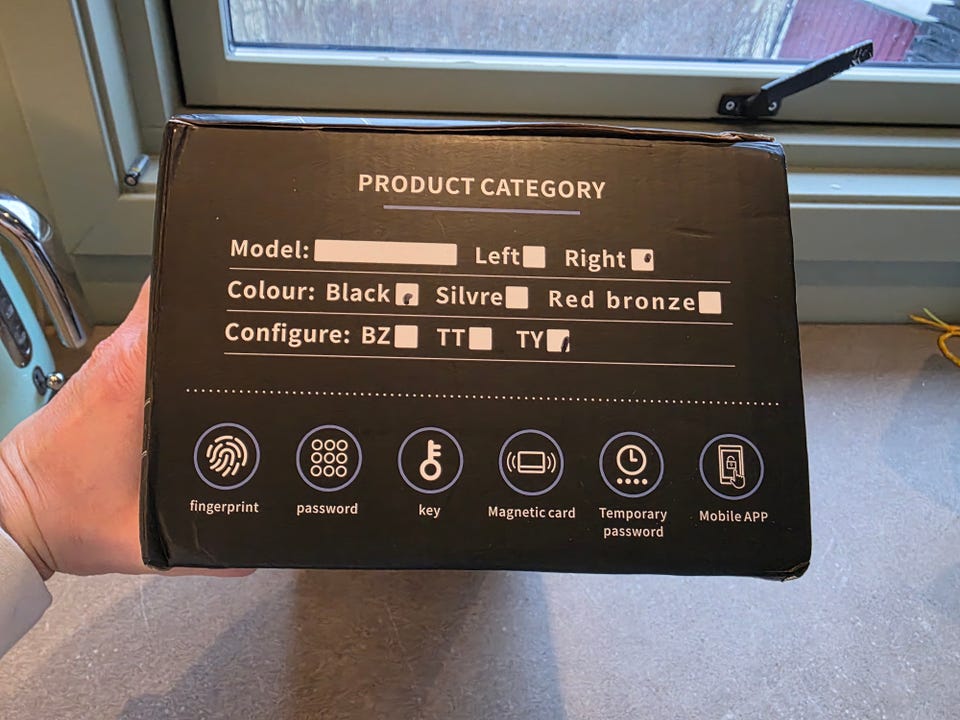 PRODUCT CATEGORY
Model: Left Right
Colour: Black Silvre Red bronze
Configure: BZ TT TY
fingerprint password key Magnetic card Temporary password Mobile APP